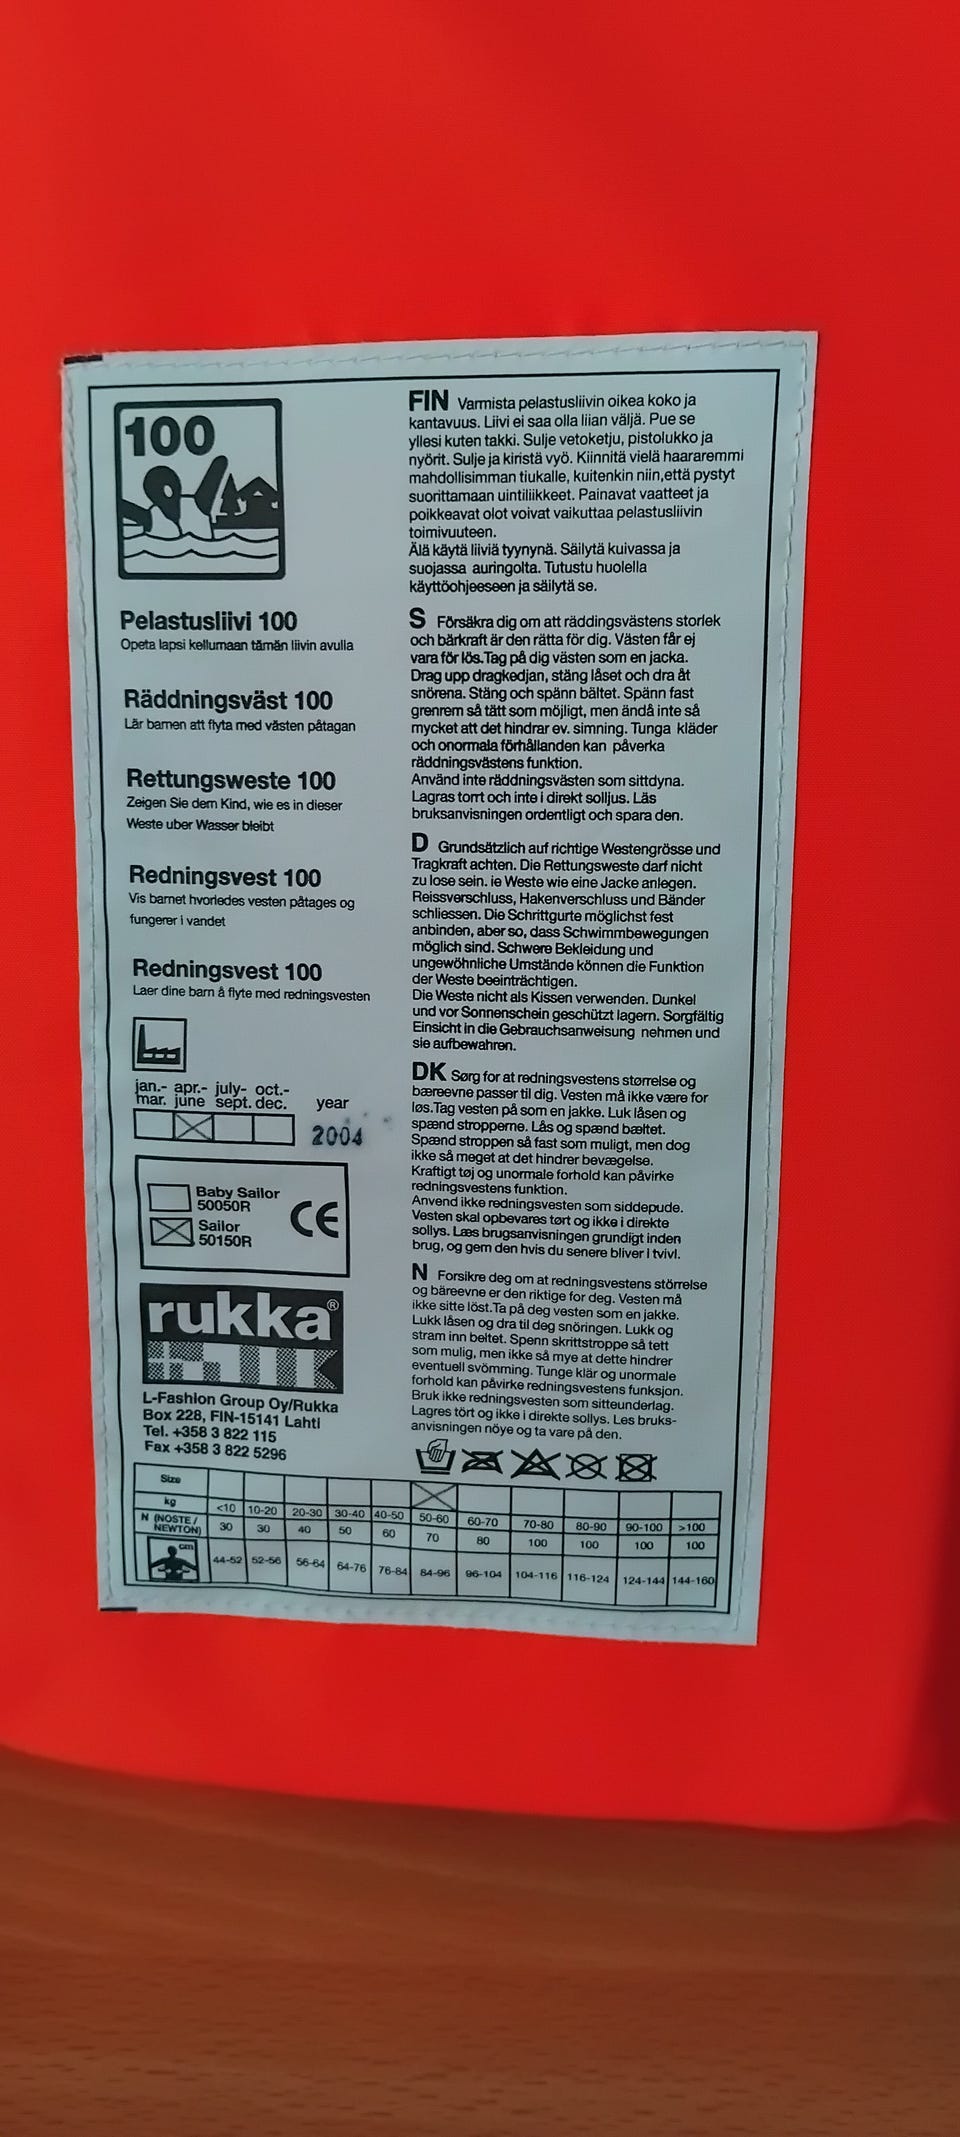 100
Pelastusliivi 100
Opeta lapsi kellumaan tämän liivin avulla
Räddningsväst 100
Lär barnen att flyta med västen påtagan
Rettungsweste 100
Zeigen Sie dem Kind, wie es in dieser
Weste uber Wasser bleibt
Redningsvest 100
Vis barnet hvorledes vesten påtages og
fungerer i vandet
Redningsvest 100
Laer dine barn å flyte med redningsvesten
jan.- apr.- july- oct.-
mar. june sept. dec. year
2004
Baby Sailor
50050R
Sailor
50150R
CE
rukka®
L-Fashion Group Oy/Rukka
Box 228, FIN-15141 Lahti
Tel. +358 3 822 115
Fax +358 3 822 5296
FIN Varmista pelastusliivin oikea koko ja
kantavuus. Liivi ei saa olla liian väljä. Pue se
yllesi kuten takki. Sulje vetoketju, pistolukko ja
nyörit. Sulje ja kiristä vyö. Kiinnitä vielä haararemmi
mahdollisimman tiukalle, kuitenkin niin,että pystyt
suorittamaan uintiliikkeet. Painavat vaatteet ja
poikkeavat olot voivat vaikuttaa pelastusliivin
toimivuuteen.
Älä käytä liiviä tyynynä. Säilytä kuivassa ja
suojassa auringolta. Tutustu huolella
käyttöohjeeseen ja säilytä se.
S Försäkra dig om att räddingsvästens storlek
och bärkraft är den rätta för dig. Västen får ej
vara för lös.Tag på dig västen som en jacka.
Drag upp dragkedjan, stäng låset och dra åt
snörena. Stäng och spänn bältet. Spänn fast
grenrem så tätt som möjligt, men ändå inte så
mycket att det hindrar ev. simning. Tunga kläder
och onormala förhållanden kan påverka
räddningsvästens funktion.
Använd inte räddningsvästen som sittdyna.
Lagras torrt och inte i direkt solljus. Läs
bruksanvisningen ordentligt och spara den.
D Grundsätzlich auf richtige Westengrösse und
Tragkraft achten. Die Rettungsweste darf nicht
zu lose sein. ie Weste wie eine Jacke anlegen.
Reissverschluss, Hakenverschluss und Bänder
schliessen. Die Schrittgurte möglichst fest
anbinden, aber so, dass Schwimmbewegungen
möglich sind. Schwere Bekleidung und
ungewöhnliche Umstände können die Funktion
der Weste beeinträchtigen.
Die Weste nicht als Kissen verwenden. Dunkel
und vor Sonnenschein geschützt lagern. Sorgfältig
Einsicht in die Gebrauchsanweisung nehmen und
sie aufbewahren.
DK Sørg for at redningsvestens størrelse og
bæreevne passer til dig. Vesten må ikke være for
løs.Tag vesten på som en jakke. Luk låsen og
spænd stropperne. Lås og spænd bæltet.
Spænd stroppen så fast som muligt, men dog
ikke så meget at det hindrer bevægelse.
Kraftigt tøj og unormale forhold kan påvirke
redningsvestens funktion.
Anvend ikke redningsvesten som siddepude.
Vesten skal opbevares tørt og ikke i direkte
sollys. Læs brugsanvisningen grundigt inden
brug, og gem den hvis du senere bliver i tvivl.
N Forsikre deg om at redningsvestens störrelse
og bäreevne er den riktige for deg. Vesten må
ikke sitte löst.Ta på deg vesten som en jakke.
Lukk låsen og dra til deg snöringen. Lukk og
stram inn beltet. Spenn skrittstroppe så tett
som mulig, men ikke så mye at dette hindrer
eventuell svömming. Tunge klär og unormale
forhold kan påvirke redningsvestens funksjon.
Bruk ikke redningsvesten som sitteunderlag.
Lagres tört og ikke i direkte sollys. Les bruks-
anvisningen nöye og ta vare på den.
Size
kg <10 10-20 20-30 30-40 40-50 50-60 60-70 70-80 80-90 90-100 >100
N (NOSTE / NEWTON) 30 30 40 50 60 70 80 100 100 100 100
cm 44-52 52-56 56-64 64-76 76-84 84-96 96-104 104-116 116-124 124-144 144-160